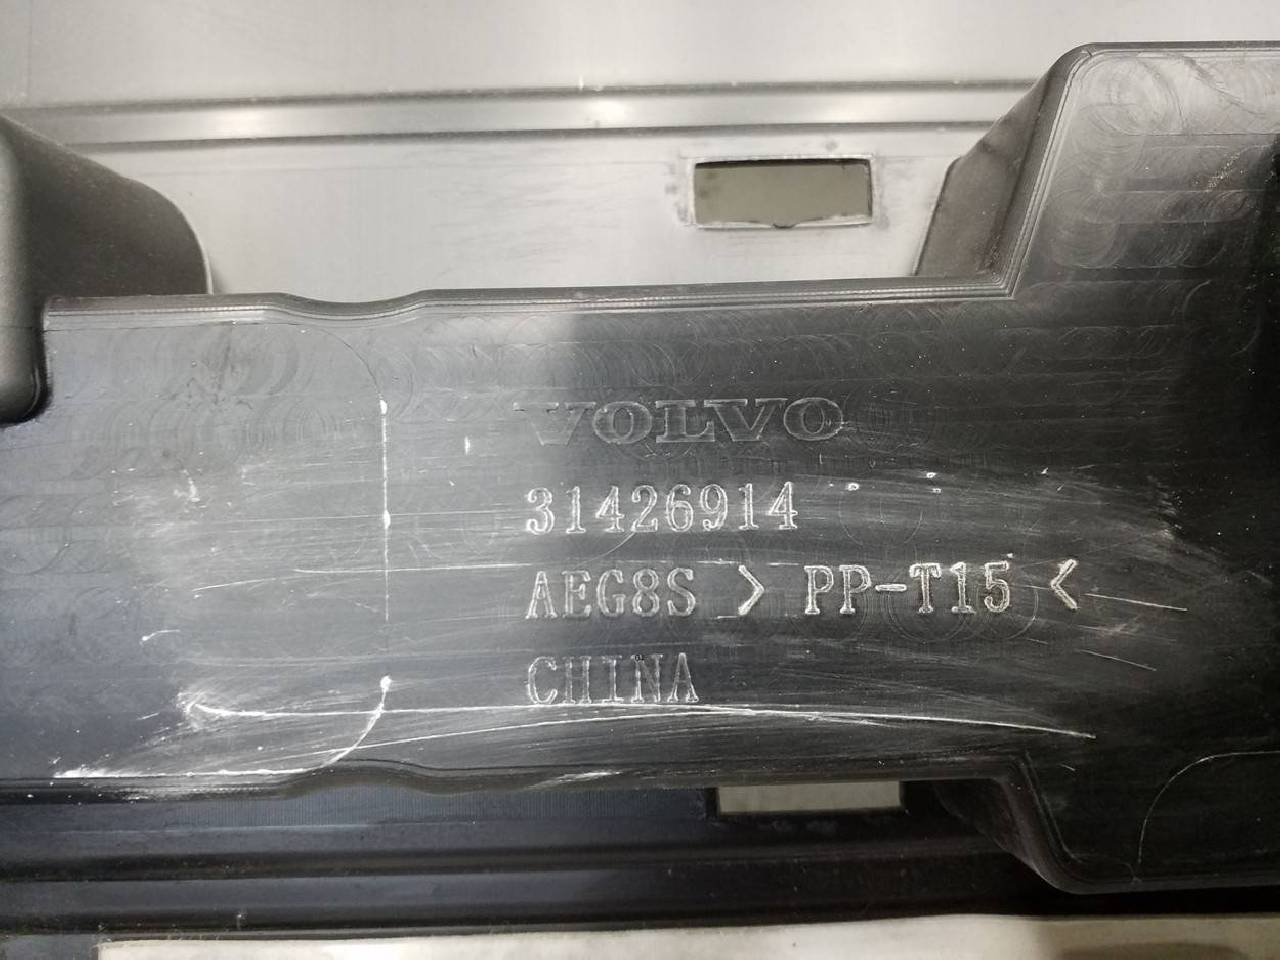 VOLVO
31426914
AEG8S >PP-T15<
CHINA